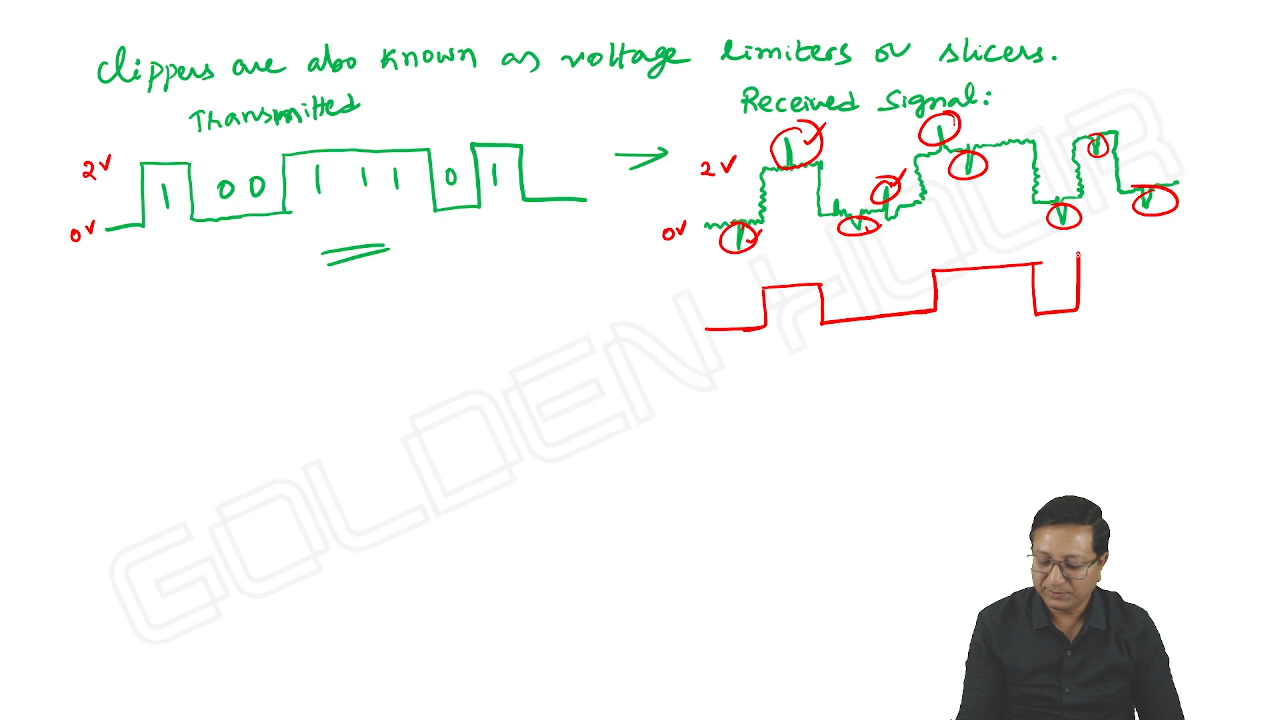 Clippers are also known as voltage limiters or slicers.
Transmitted
Received Signal:
2V
1 0 0 1 1 1 0 1
0V
2V
0V
GOLDEN HOUR